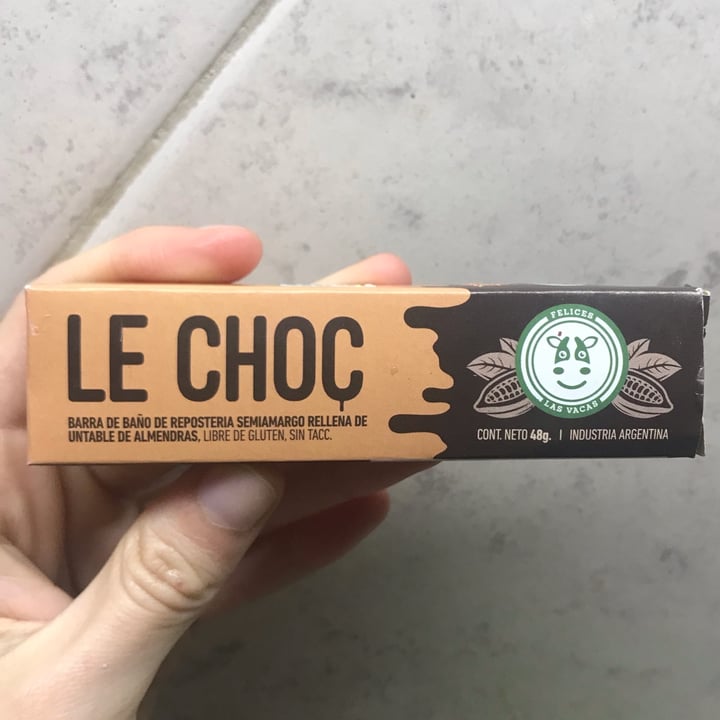 LE CHOÇ
BARRA DE BAÑO DE REPOSTERIA SEMIAMARGO RELLENA DE
UNTABLE DE ALMENDRAS, LIBRE DE GLUTEN, SIN TACC.
FELICES
LAS VACAS
CONT. NETO 48g. | INDUSTRIA ARGENTINA